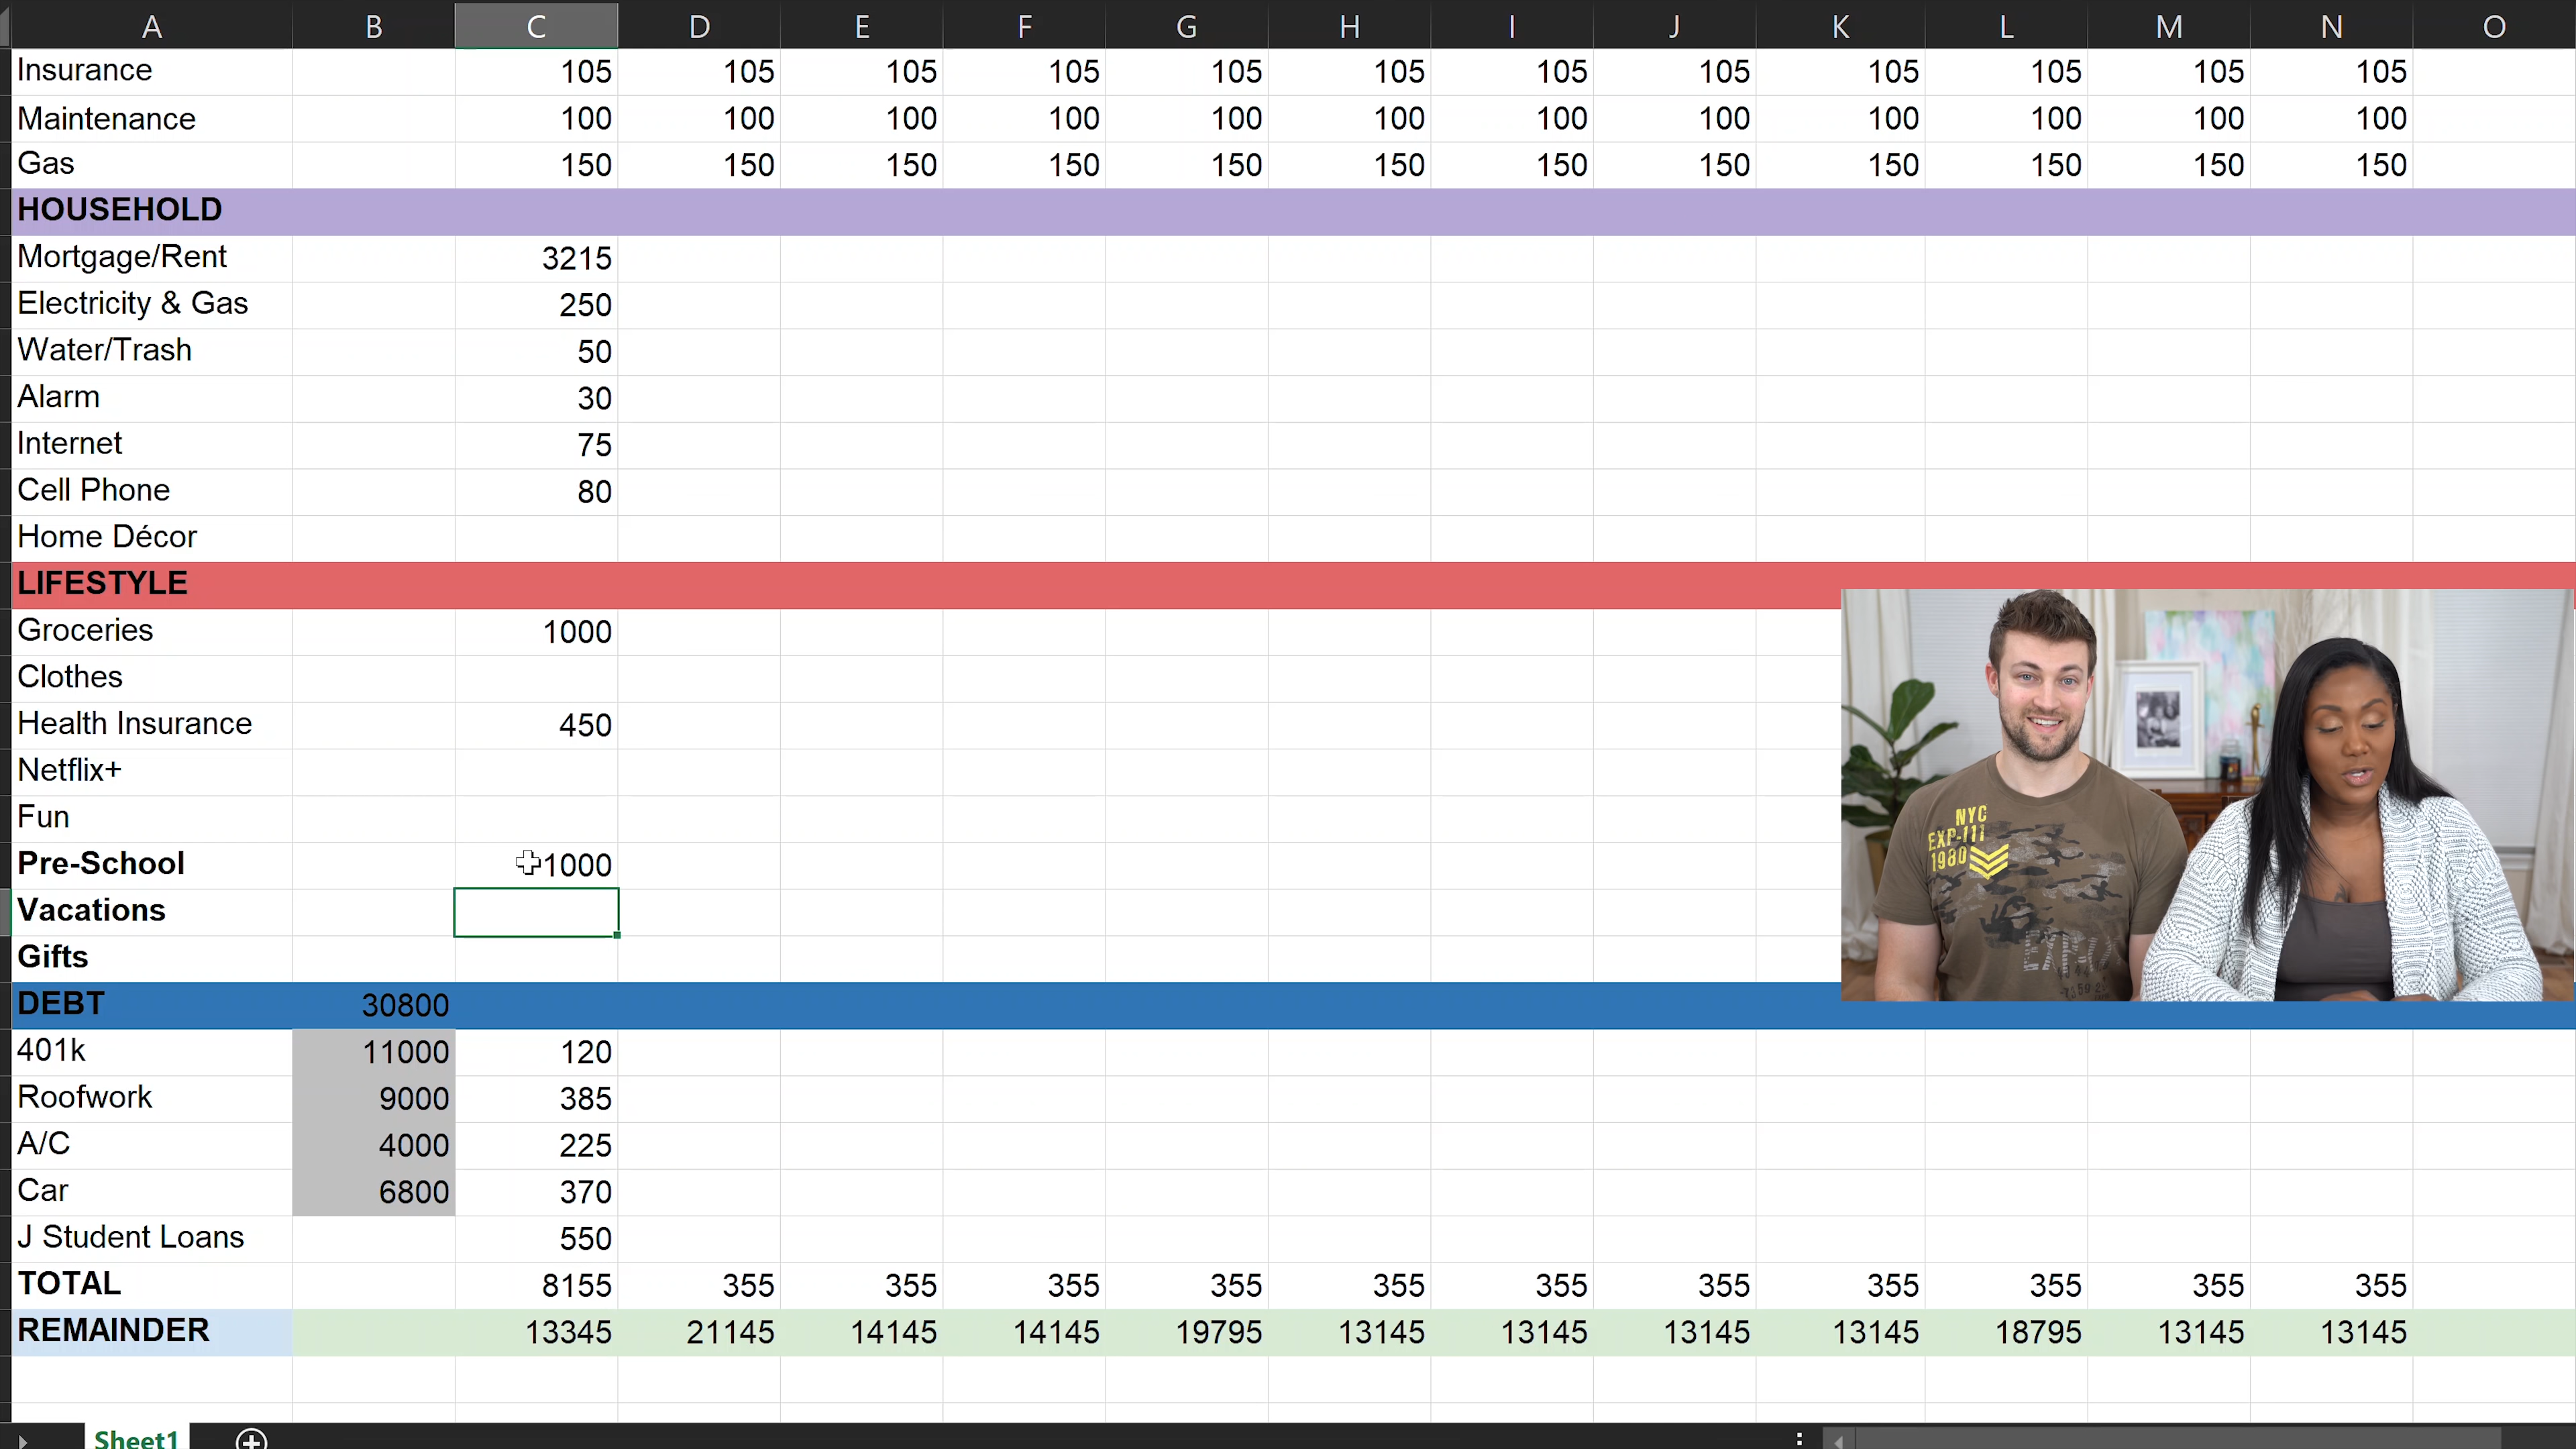 A B C D E F G H I J K L M N O
Insurance 105 105 105 105 105 105 105 105 105 105 105 105
Maintenance 100 100 100 100 100 100 100 100 100 100 100 100
Gas 150 150 150 150 150 150 150 150 150 150 150 150
HOUSEHOLD
Mortgage/Rent 3215
Electricity & Gas 250
Water/Trash 50
Alarm 30
Internet 75
Cell Phone 80
Home Décor
LIFESTYLE
Groceries 1000
Clothes
Health Insurance 450
Netflix+
Fun
Pre-School 1000
Vacations
Gifts
NYC
EXP-111
1980
DEBT 30800
401k 11000 120
Roofwork 9000 385
A/C 4000 225
Car 6800 370
J Student Loans 550
TOTAL 8155 355 355 355 355 355 355 355 355 355 355 355
REMAINDER 13345 21145 14145 14145 19795 13145 13145 13145 13145 18795 13145 13145
Sheet1